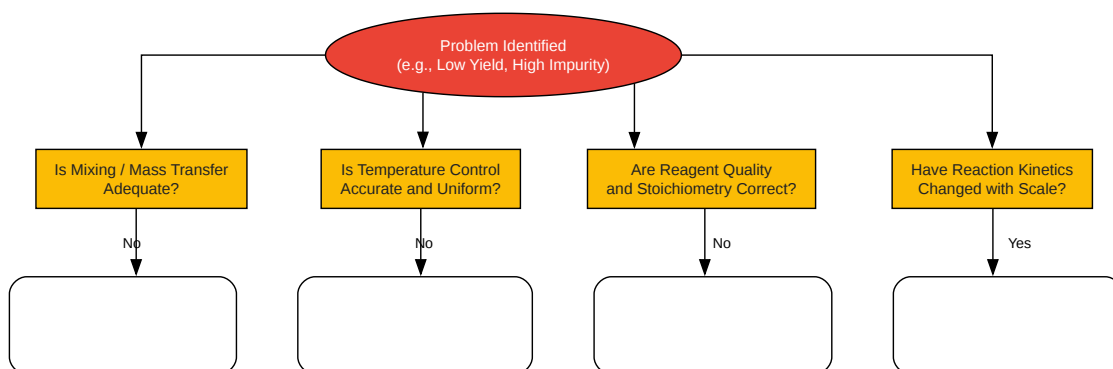 Problem Identified
(e.g., Low Yield, High Impurity)
Is Mixing / Mass Transfer
Adequate?
Is Temperature Control
Accurate and Uniform?
Are Reagent Quality
and Stoichiometry Correct?
Have Reaction Kinetics
Changed with Scale?
No
No
No
Yes